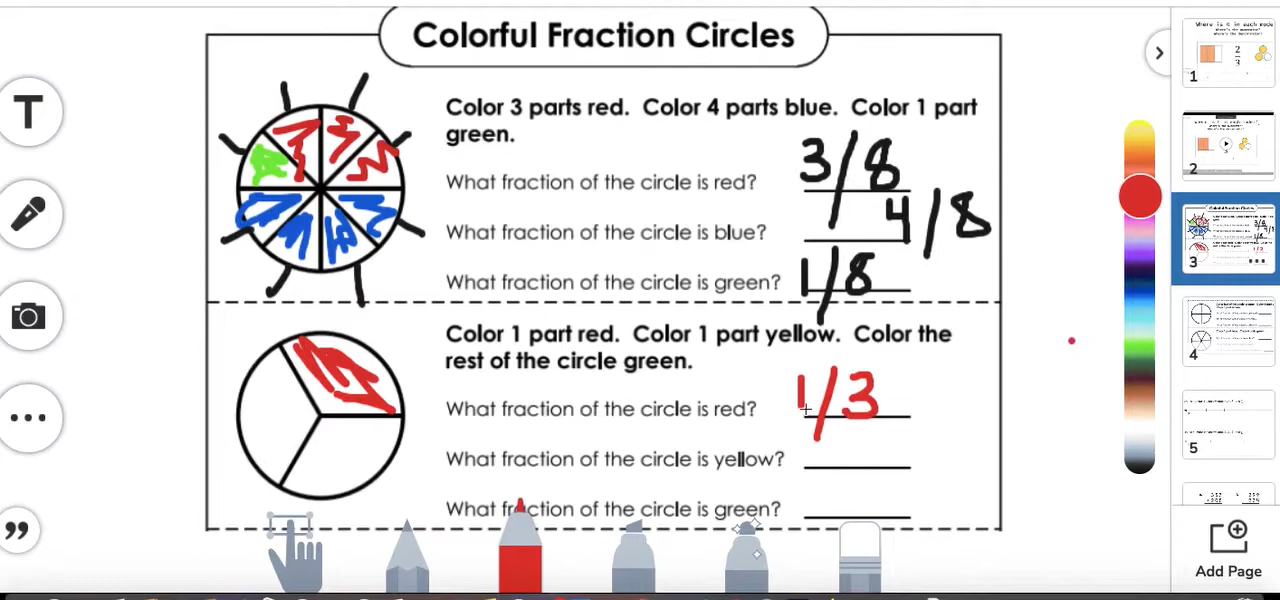 Colorful Fraction Circles
Color 3 parts red. Color 4 parts blue. Color 1 part
green.
What fraction of the circle is red? 3/8
What fraction of the circle is blue? 4/8
What fraction of the circle is green? 1/8
Color 1 part red. Color 1 part yellow. Color the
rest of the circle green.
What fraction of the circle is red? 1/3
What fraction of the circle is yellow?
What fraction of the circle is green?
T
1
2
3
4
5
Add Page